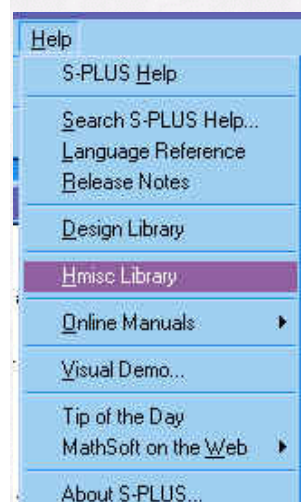 Help
S-PLUS Help
Search S-PLUS Help...
Language Reference
Release Notes
Design Library
Hmisc Library
Online Manuals
Visual Demo...
Tip of the Day
MathSoft on the Web
About S-PLUS...